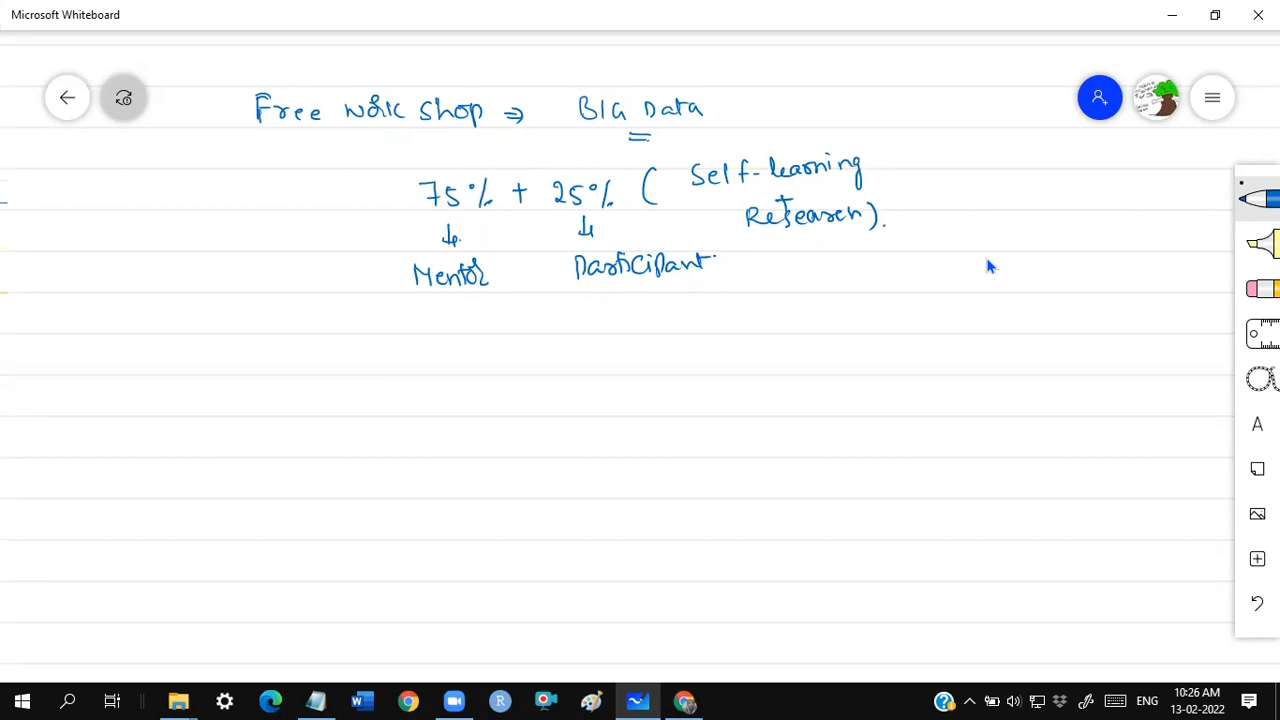 Microsoft Whiteboard
Free work shop ⇒ BIG DATA
75% + 25% ( Self-learning
+
Research).
↓ ↓
Mentor Participant.
A
ENG
10:26 AM
13-02-2022